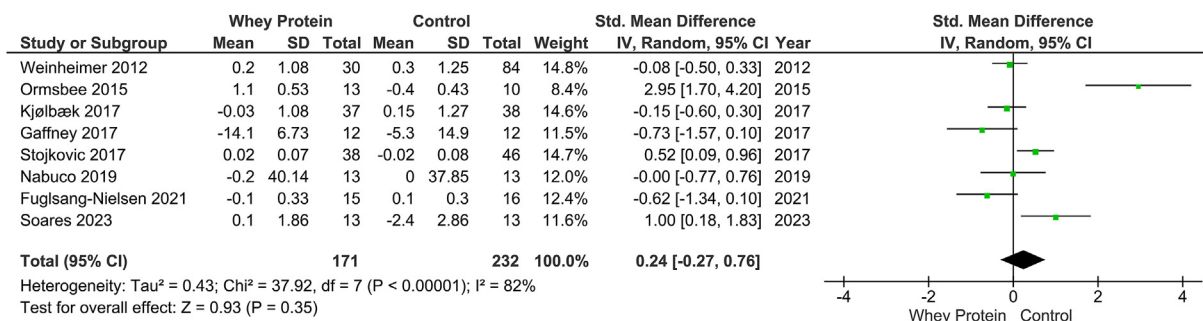 Whey Protein Control Std. Mean Difference Std. Mean Difference
Study or Subgroup Mean SD Total Mean SD Total Weight IV, Random, 95% CI Year IV, Random, 95% CI
Weinheimer 2012 0.2 1.08 30 0.3 1.25 84 14.8% -0.08 [-0.50, 0.33] 2012
Ormsbee 2015 1.1 0.53 13 -0.4 0.43 10 8.4% 2.95 [1.70, 4.20] 2015
Kjølbæk 2017 -0.03 1.08 37 0.15 1.27 38 14.6% -0.15 [-0.60, 0.30] 2017
Gaffney 2017 -14.1 6.73 12 -5.3 14.9 12 11.5% -0.73 [-1.57, 0.10] 2017
Stojkovic 2017 0.02 0.07 38 -0.02 0.08 46 14.7% 0.52 [0.09, 0.96] 2017
Nabuco 2019 -0.2 40.14 13 0 37.85 13 12.0% -0.00 [-0.77, 0.76] 2019
Fuglsang-Nielsen 2021 -0.1 0.33 15 0.1 0.3 16 12.4% -0.62 [-1.34, 0.10] 2021
Soares 2023 0.1 1.86 13 -2.4 2.86 13 11.6% 1.00 [0.18, 1.83] 2023
Total (95% CI) 171 232 100.0% 0.24 [-0.27, 0.76]
Heterogeneity: Tau² = 0.43; Chi² = 37.92, df = 7 (P < 0.00001); I² = 82%
Test for overall effect: Z = 0.93 (P = 0.35)
-4 -2 0 2 4
Whey Protein Control